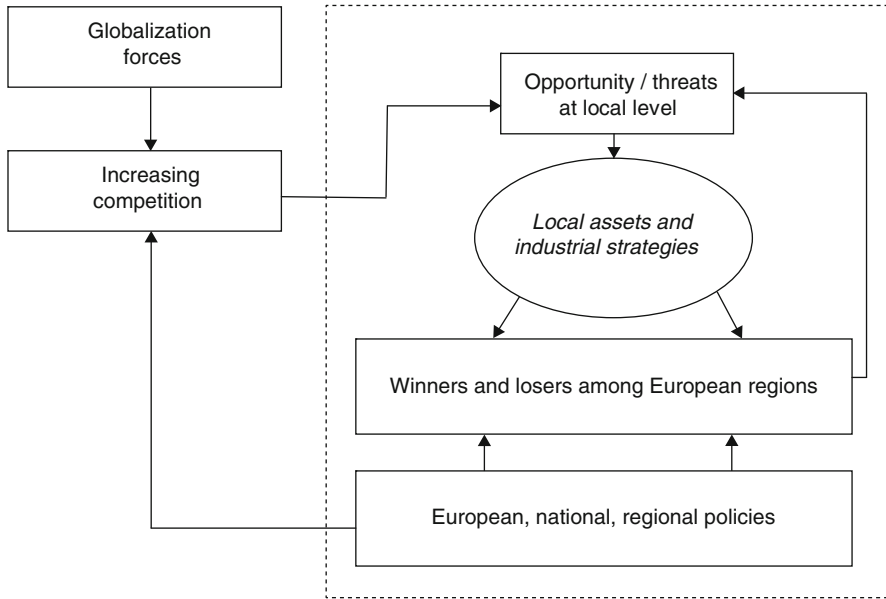 Globalization
forces
Increasing
competition
Opportunity / threats
at local level
Local assets and
industrial strategies
Winners and losers among European regions
European, national, regional policies